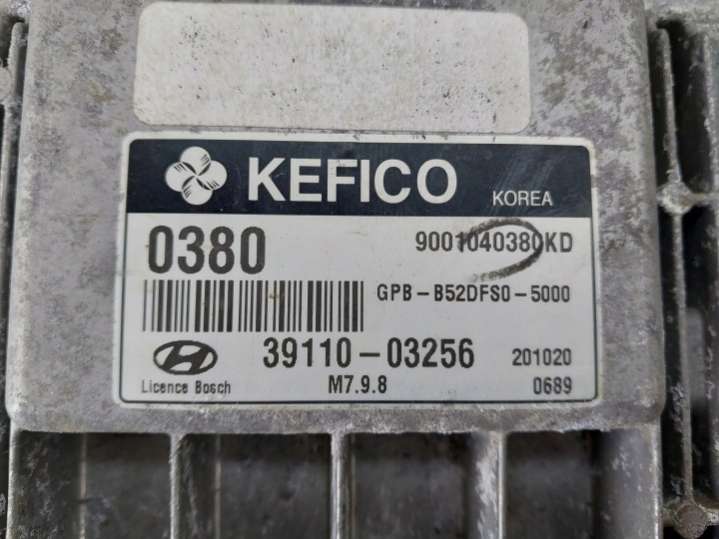 KEFICO KOREA
0380 9001040380KD
GPB-B52DFS0-5000
39110-03256 201020
Licence Bosch M7.9.8 0689